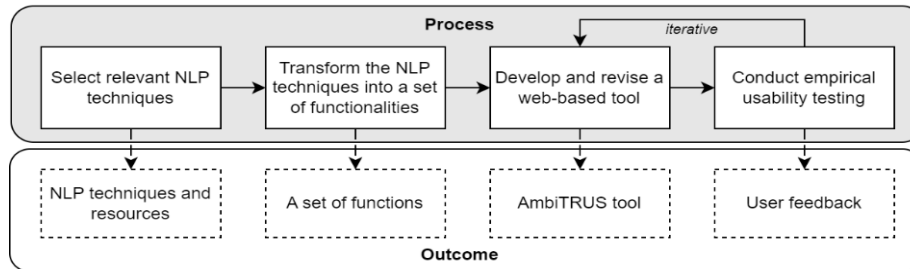 Process
iterative
Select relevant NLP
techniques
Transform the NLP
techniques into a set
of functionalities
Develop and revise a
web-based tool
Conduct empirical
usability testing
NLP techniques and
resources
A set of functions
AmbiTRUS tool
User feedback
Outcome